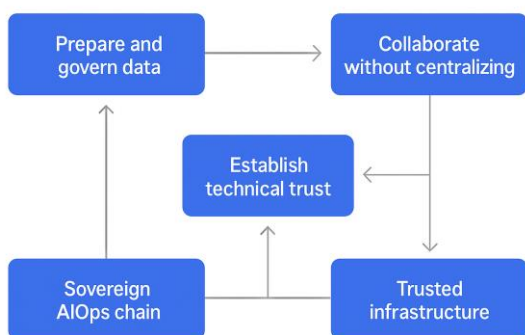 Prepare and
govern data
Collaborate
without centralizing
Establish
technical trust
Sovereign
AIOps chain
Trusted
infrastructure